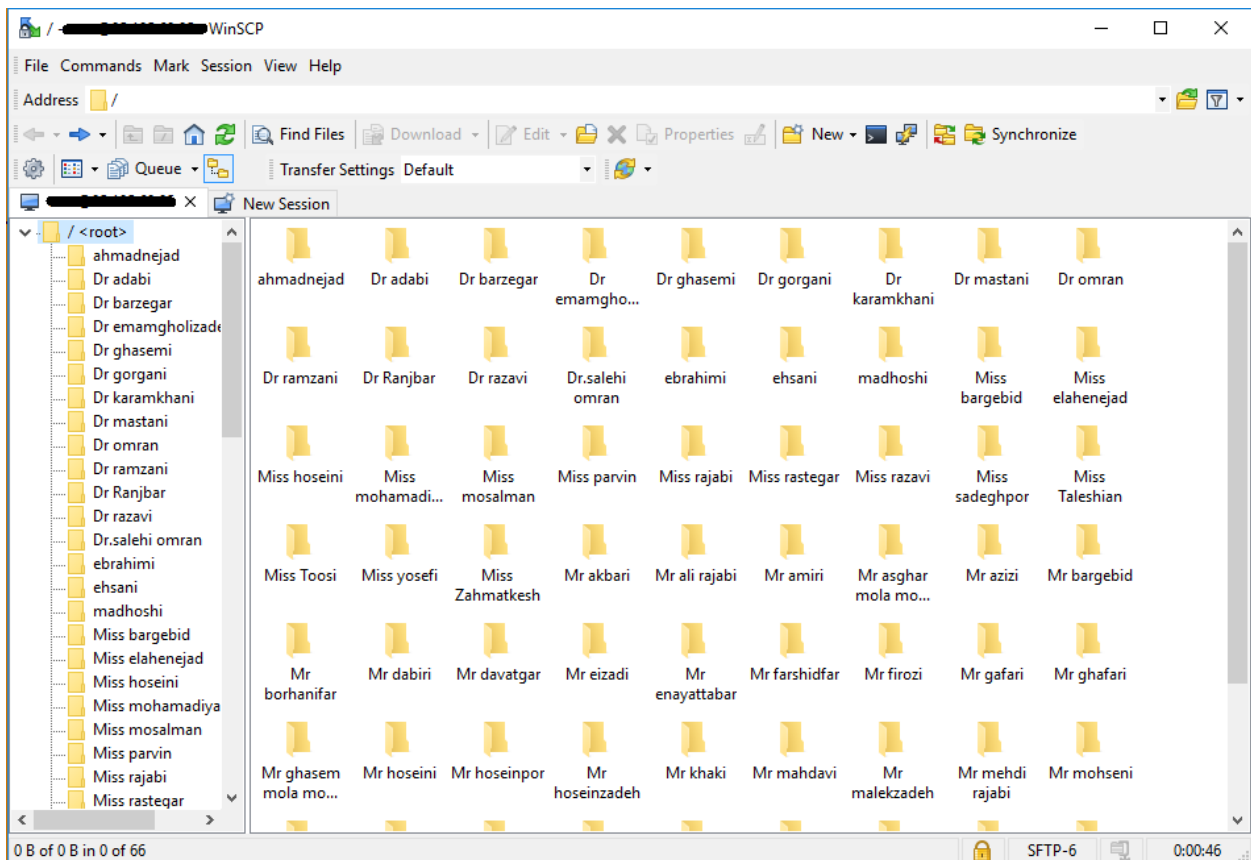 / - WinSCP
File Commands Mark Session View Help
Address /
Find Files Download Edit Properties New Synchronize
Queue Transfer Settings Default
New Session
/ <root>
ahmadnejad
Dr adabi
Dr barzegar
Dr emamgholizade
Dr ghasemi
Dr gorgani
Dr karamkhani
Dr mastani
Dr omran
Dr ramzani
Dr Ranjbar
Dr razavi
Dr.salehi omran
ebrahimi
ehsani
madhoshi
Miss bargebid
Miss elahenejad
Miss hoseini
Miss mohamadiya
Miss mosalman
Miss parvin
Miss rajabi
Miss rastegar
ahmadnejad Dr adabi Dr barzegar Dr Dr ghasemi Dr gorgani Dr Dr mastani Dr omran
emamgho... karamkhani
Dr ramzani Dr Ranjbar Dr razavi Dr.salehi ebrahimi ehsani madhoshi Miss Miss
omran bargebid elahenejad
Miss hoseini Miss Miss Miss parvin Miss rajabi Miss rastegar Miss razavi Miss Miss
mohamadi... mosalman sadeghpor Taleshian
Miss Toosi Miss yosefi Miss Mr akbari Mr ali rajabi Mr amiri Mr asghar Mr azizi Mr bargebid
Zahmatkesh mola mo...
Mr Mr dabiri Mr davatgar Mr eizadi Mr Mr farshidfar Mr firozi Mr gafari Mr ghafari
borhanifar enayattabar
Mr ghasem Mr hoseini Mr hoseinpor Mr Mr khaki Mr mahdavi Mr Mr mehdi Mr mohseni
mola mo... hoseinzadeh malekzadeh rajabi
0 B of 0 B in 0 of 66 SFTP-6 0:00:46